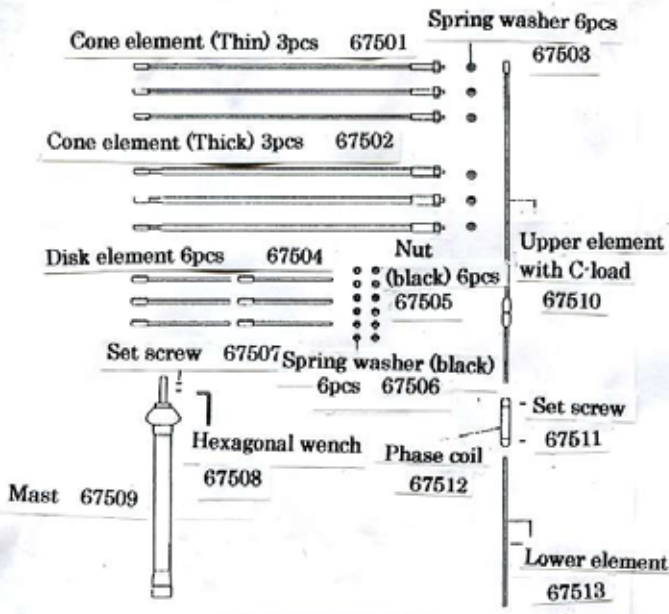 Cone element (Thin) 3pcs 67501
Spring washer 6pcs
67503
Cone element (Thick) 3pcs 67502
Upper element
with C-load
67510
Disk element 6pcs 67504
Nut
(black) 6pcs
67505
Set screw 67507
Spring washer (black)
6pcs 67506
Set screw
67511
Hexagonal wench
67508
Phase coil
67512
Mast 67509
Lower element
67513